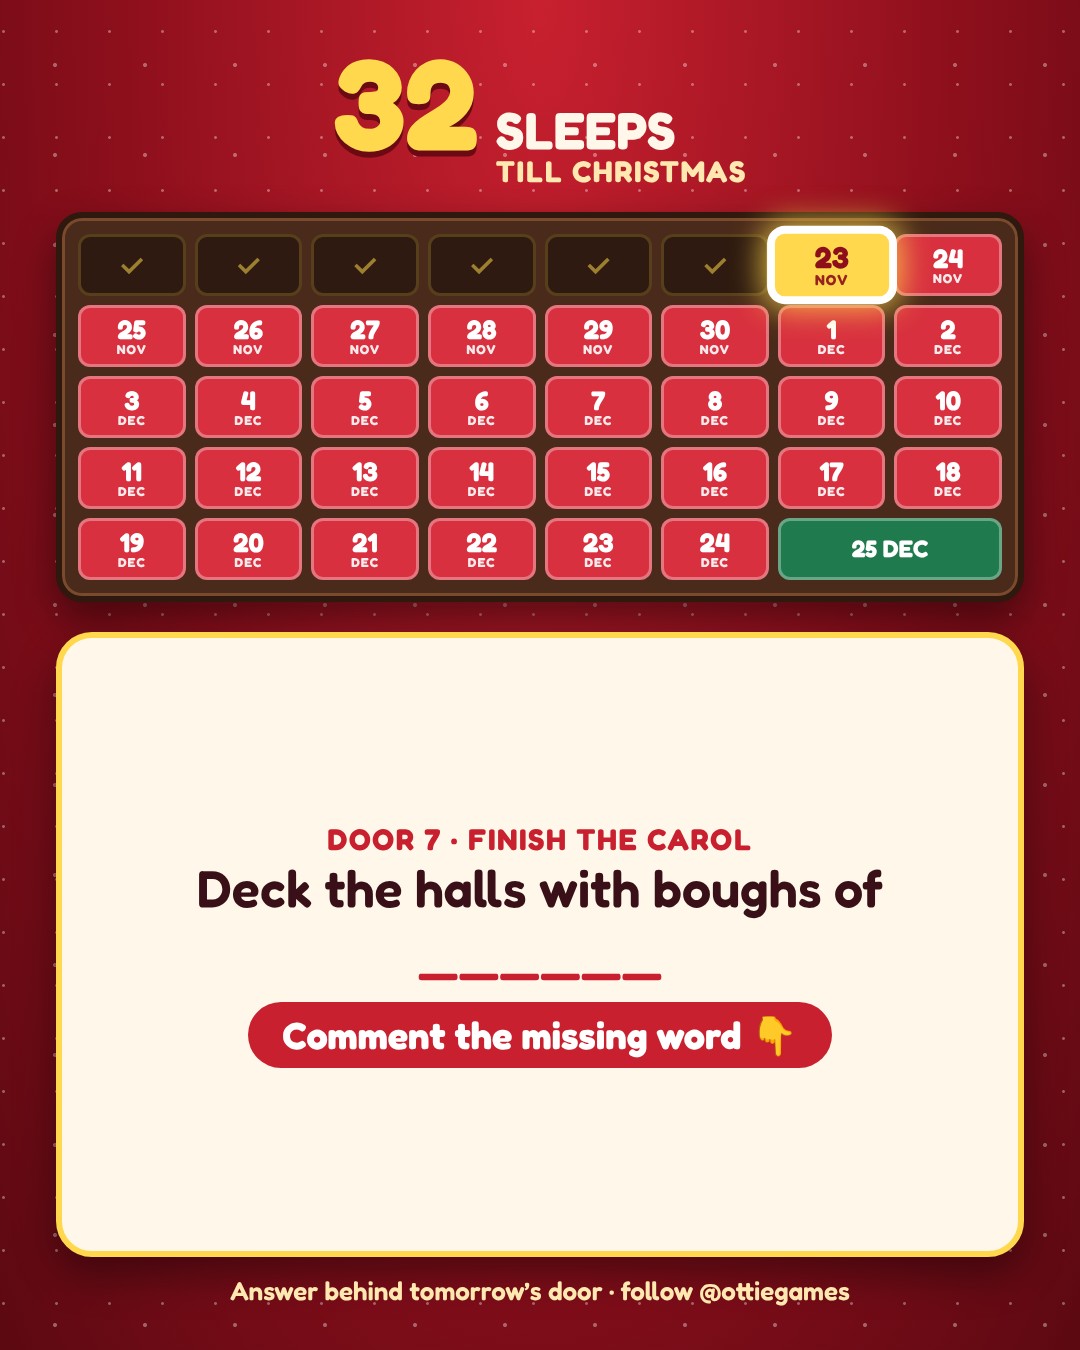 32 SLEEPS
TILL CHRISTMAS
23 NOV
24 NOV
25 NOV
26 NOV
27 NOV
28 NOV
29 NOV
30 NOV
1 DEC
2 DEC
3 DEC
4 DEC
5 DEC
6 DEC
7 DEC
8 DEC
9 DEC
10 DEC
11 DEC
12 DEC
13 DEC
14 DEC
15 DEC
16 DEC
17 DEC
18 DEC
19 DEC
20 DEC
21 DEC
22 DEC
23 DEC
24 DEC
25 DEC
DOOR 7 · FINISH THE CAROL
Deck the halls with boughs of
______
Comment the missing word 👇
Answer behind tomorrow’s door · follow @ottiegames